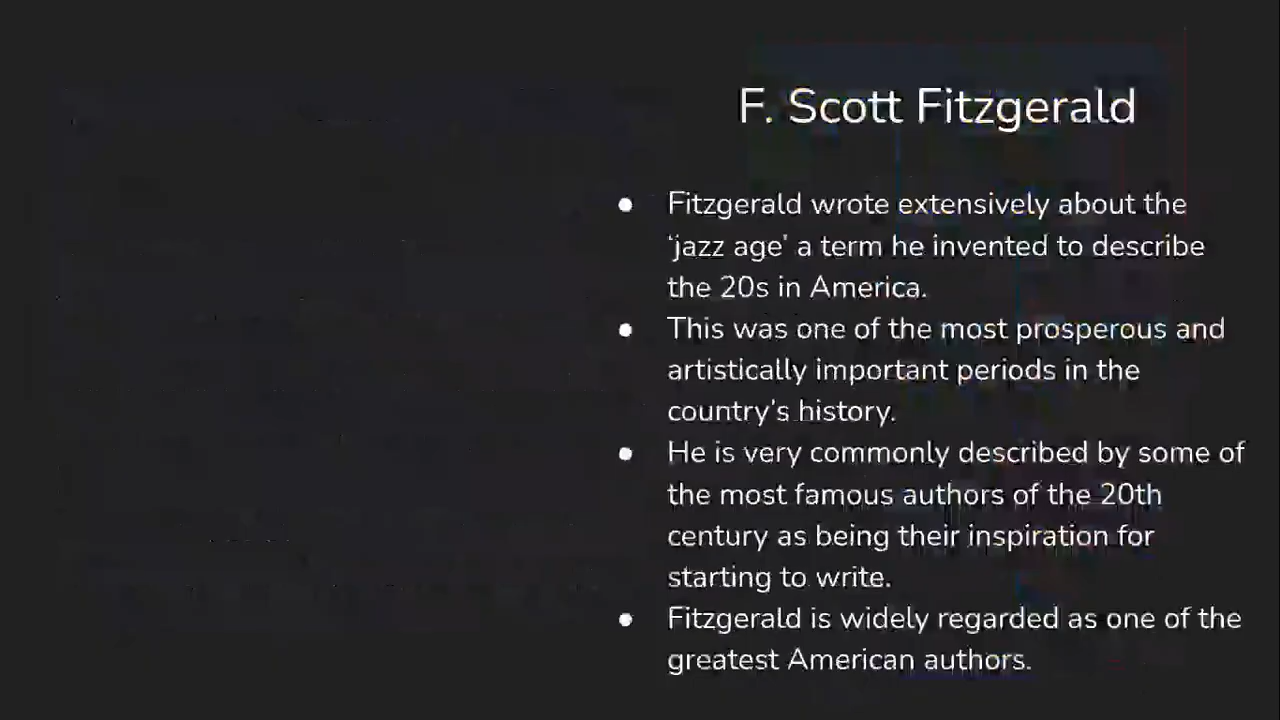 F. Scott Fitzgerald
● Fitzgerald wrote extensively about the
‘jazz age’ a term he invented to describe
the 20s in America.
● This was one of the most prosperous and
artistically important periods in the
country’s history.
● He is very commonly described by some of
the most famous authors of the 20th
century as being their inspiration for
starting to write.
● Fitzgerald is widely regarded as one of the
greatest American authors.